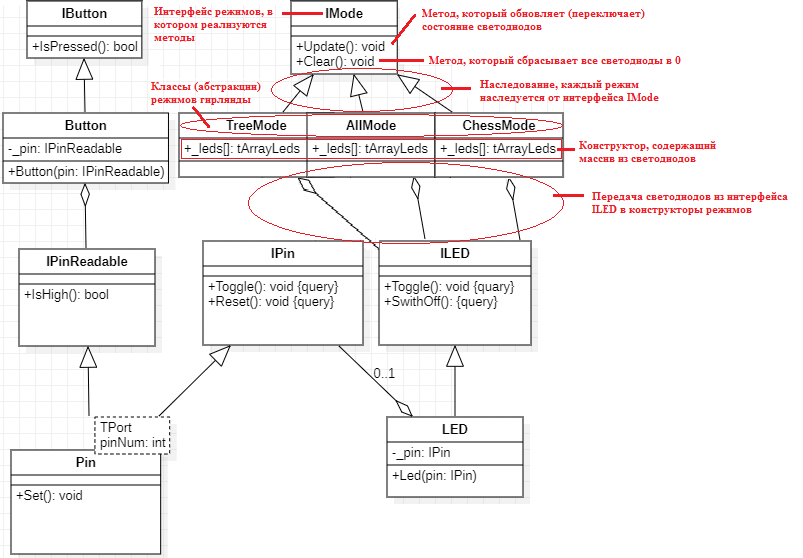 IButton
+IsPressed(): bool
Интерфейс режимов, в
котором реализуются
методы
IMode
+Update(): void
+Clear(): void
Метод, который обновляет (переключает)
состояние светодиодов
Метод, который сбрасывает все светодиоды в 0
Наследование, каждый режим
наследуется от интерфейса IMode
Классы (абстракции)
режимов гирлянды
Button
-_pin: IPinReadable
+Button(pin: IPinReadable)
TreeMode
AllMode
ChessMode
+_leds[]: tArrayLeds
+_leds[]: tArrayLeds
+_leds[]: tArrayLeds
Конструктор, содержащий
массив из светодиодов
Передача светодиодов из интерфейса
ILED в конструкторы режимов
IPinReadable
+IsHigh(): bool
IPin
+Toggle(): void {query}
+Reset(): void {query}
ILED
+Toggle(): void {quary}
+SwithOff(): {query}
0..1
TPort
pinNum: int
Pin
+Set(): void
LED
-_pin: IPin
+Led(pin: IPin)